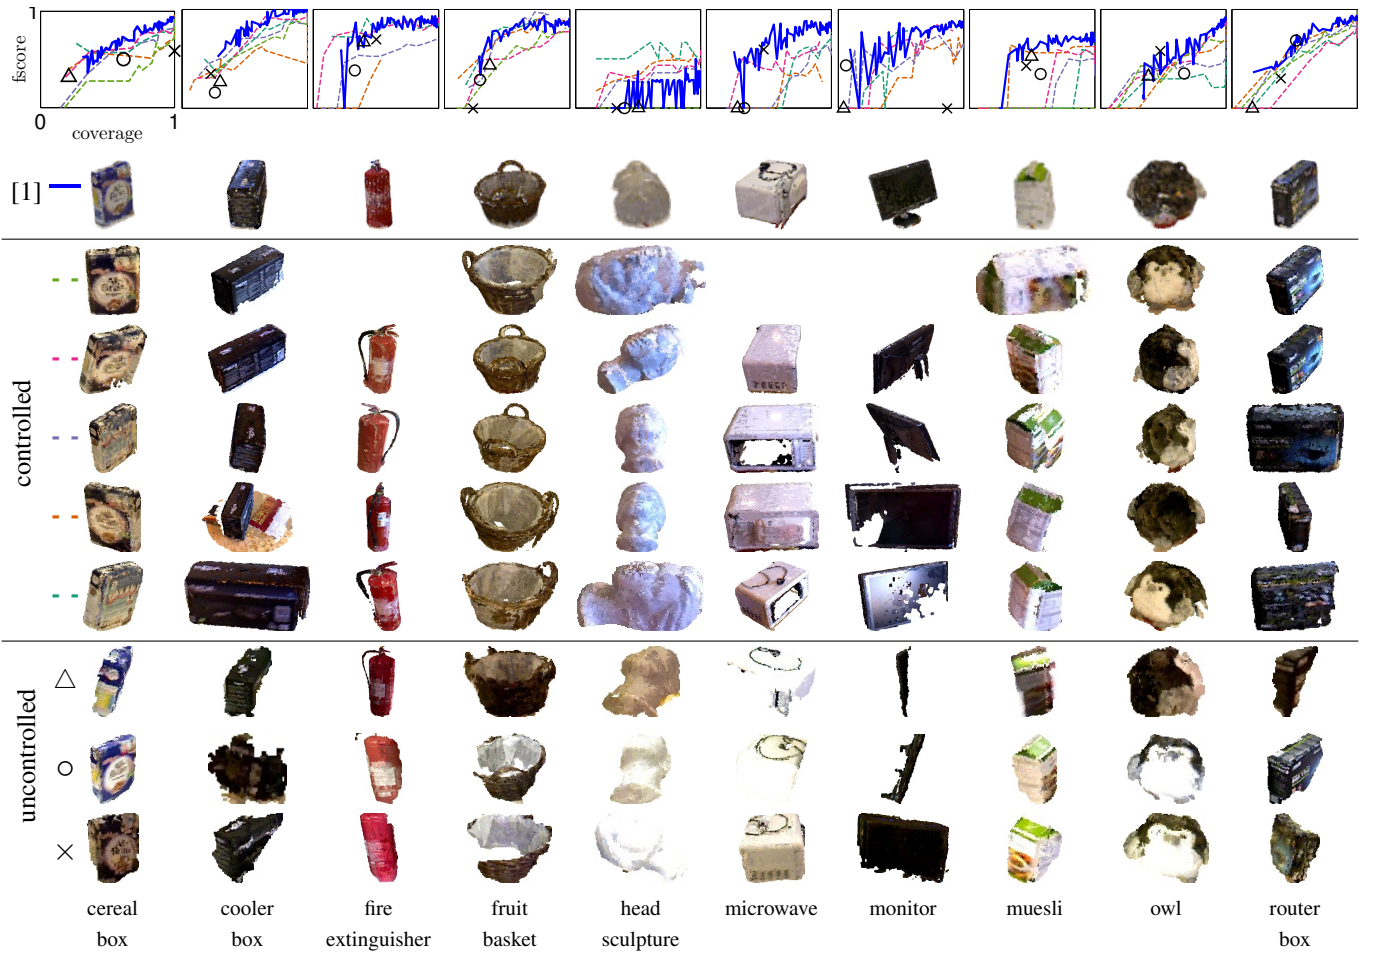 1
fscore
0
1
coverage
[1]
controlled
uncontrolled
cereal box
cooler box
fire extinguisher
fruit basket
head sculpture
microwave
monitor
muesli
owl
router box